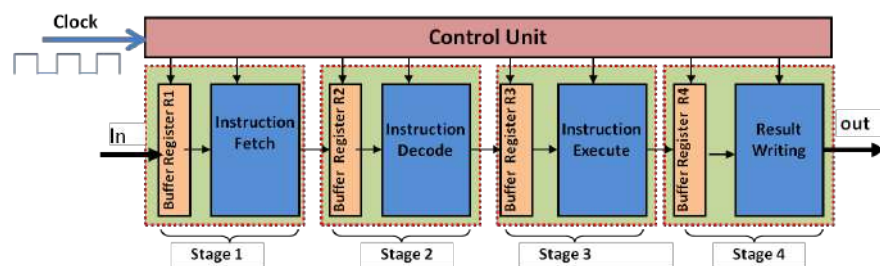 Clock
Control Unit
In
Buffer Register R1
Instruction
Fetch
Buffer Register R2
Instruction
Decode
Buffer Register R3
Instruction
Execute
Buffer Register R4
Result
Writing
out
Stage 1
Stage 2
Stage 3
Stage 4